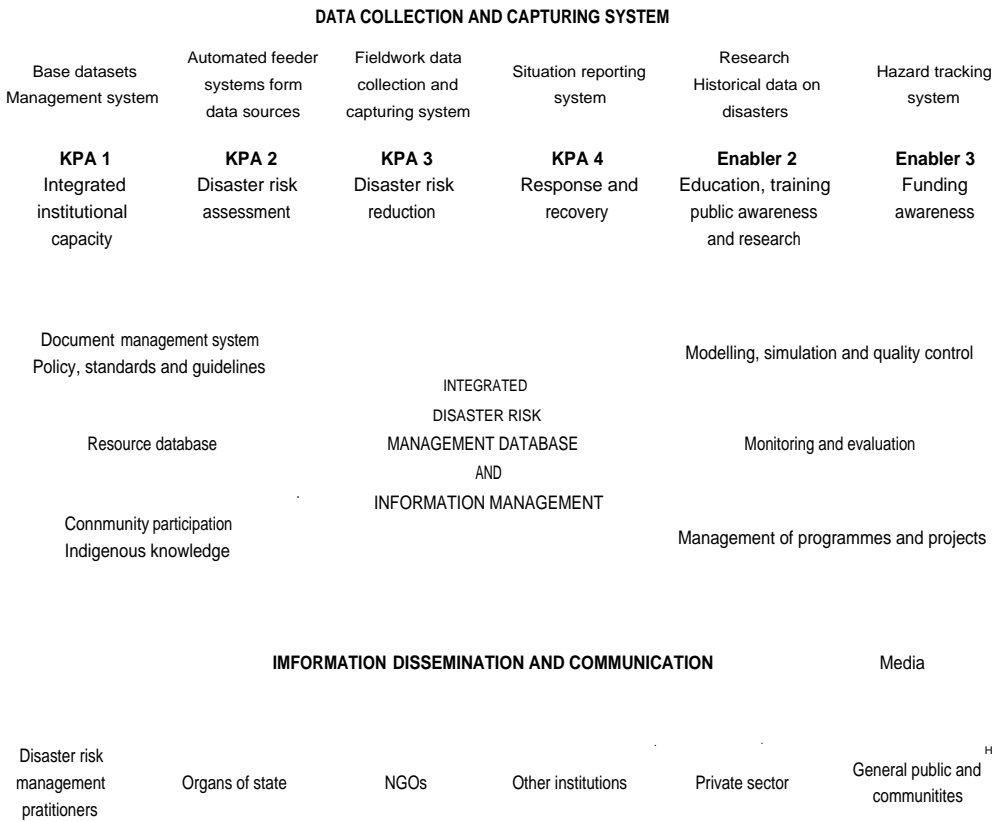 DATA COLLECTION AND CAPTURING SYSTEM
Base datasets
Management system
Automated feeder
systems form
data sources
Fieldwork data
collection and
capturing system
Situation reporting
system
Research
Historical data on
disasters
Hazard tracking
system
KPA 1
Integrated
institutional
capacity
KPA 2
Disaster risk
assessment
KPA 3
Disaster risk
reduction
KPA 4
Response and
recovery
Enabler 2
Education, training
public awareness
and research
Enabler 3
Funding
awareness
Document management system
Policy, standards and guidelines
Resource database
Connmunity participation
Indigenous knowledge
INTEGRATED
DISASTER RISK
MANAGEMENT DATABASE
AND
INFORMATION MANAGEMENT
Modelling, simulation and quality control
Monitoring and evaluation
Management of programmes and projects
IMFORMATION DISSEMINATION AND COMMUNICATION
Media
Disaster risk
management
pratitioners
Organs of state
NGOs
Other institutions
Private sector
H
General public and
communitites